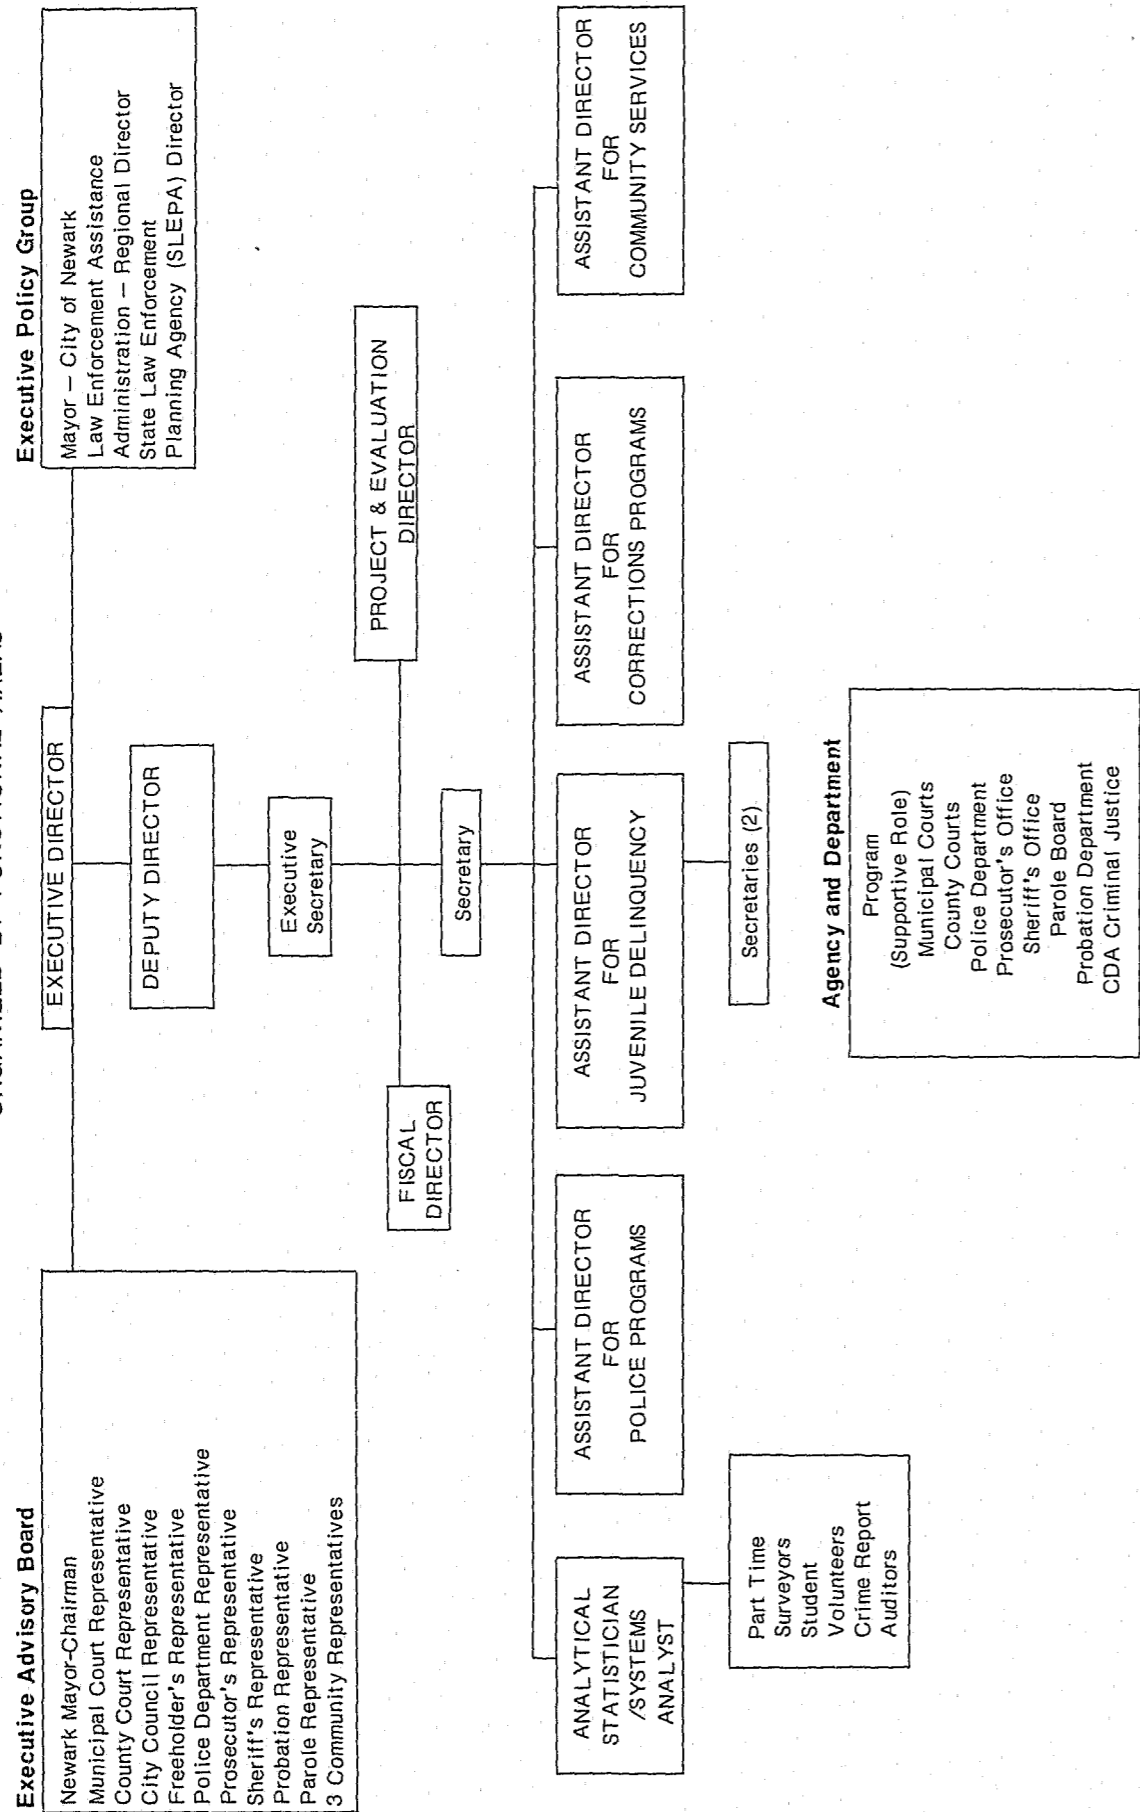 Executive Advisory Board
Newark Mayor-Chairman
Municipal Court Representative
County Court Representative
City Council Representative
Freeholder's Representative
Police Department Representative
Prosecutor's Representative
Sheriff's Representative
Probation Representative
Parole Representative
3 Community Representatives
EXECUTIVE DIRECTOR
Executive Policy Group
Mayor — City of Newark
Law Enforcement Assistance
Administration — Regional Director
State Law Enforcement
Planning Agency (SLEPA) Director
DEPUTY DIRECTOR
Executive
Secretary
FISCAL
DIRECTOR
PROJECT & EVALUATION
DIRECTOR
Secretary
ANALYTICAL
STATISTICIAN
/SYSTEMS
ANALYST
ASSISTANT DIRECTOR
FOR
POLICE PROGRAMS
ASSISTANT DIRECTOR
FOR
JUVENILE DELINQUENCY
ASSISTANT DIRECTOR
FOR
CORRECTIONS PROGRAMS
ASSISTANT DIRECTOR
FOR
COMMUNITY SERVICES
Part Time
Surveyors
Student
Volunteers
Crime Report
Auditors
Secretaries (2)
Agency and Department
Program
(Supportive Role)
Municipal Courts
County Courts
Police Department
Prosecutor's Office
Sheriff's Office
Parole Board
Probation Department
CDA Criminal Justice